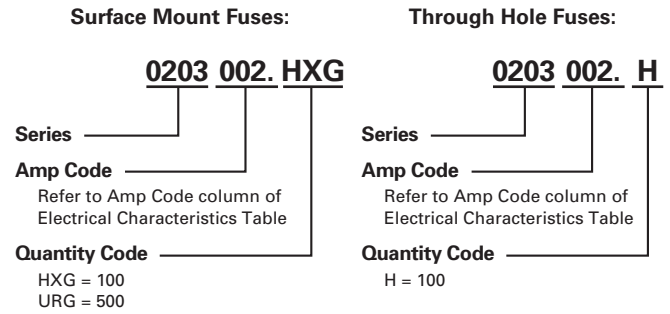 Surface Mount Fuses:
0203 002. HXG
Series
Amp Code
Refer to Amp Code column of
Electrical Characteristics Table
Quantity Code
HXG = 100
URG = 500
Through Hole Fuses:
0203 002. H
Series
Amp Code
Refer to Amp Code column of
Electrical Characteristics Table
Quantity Code
H = 100